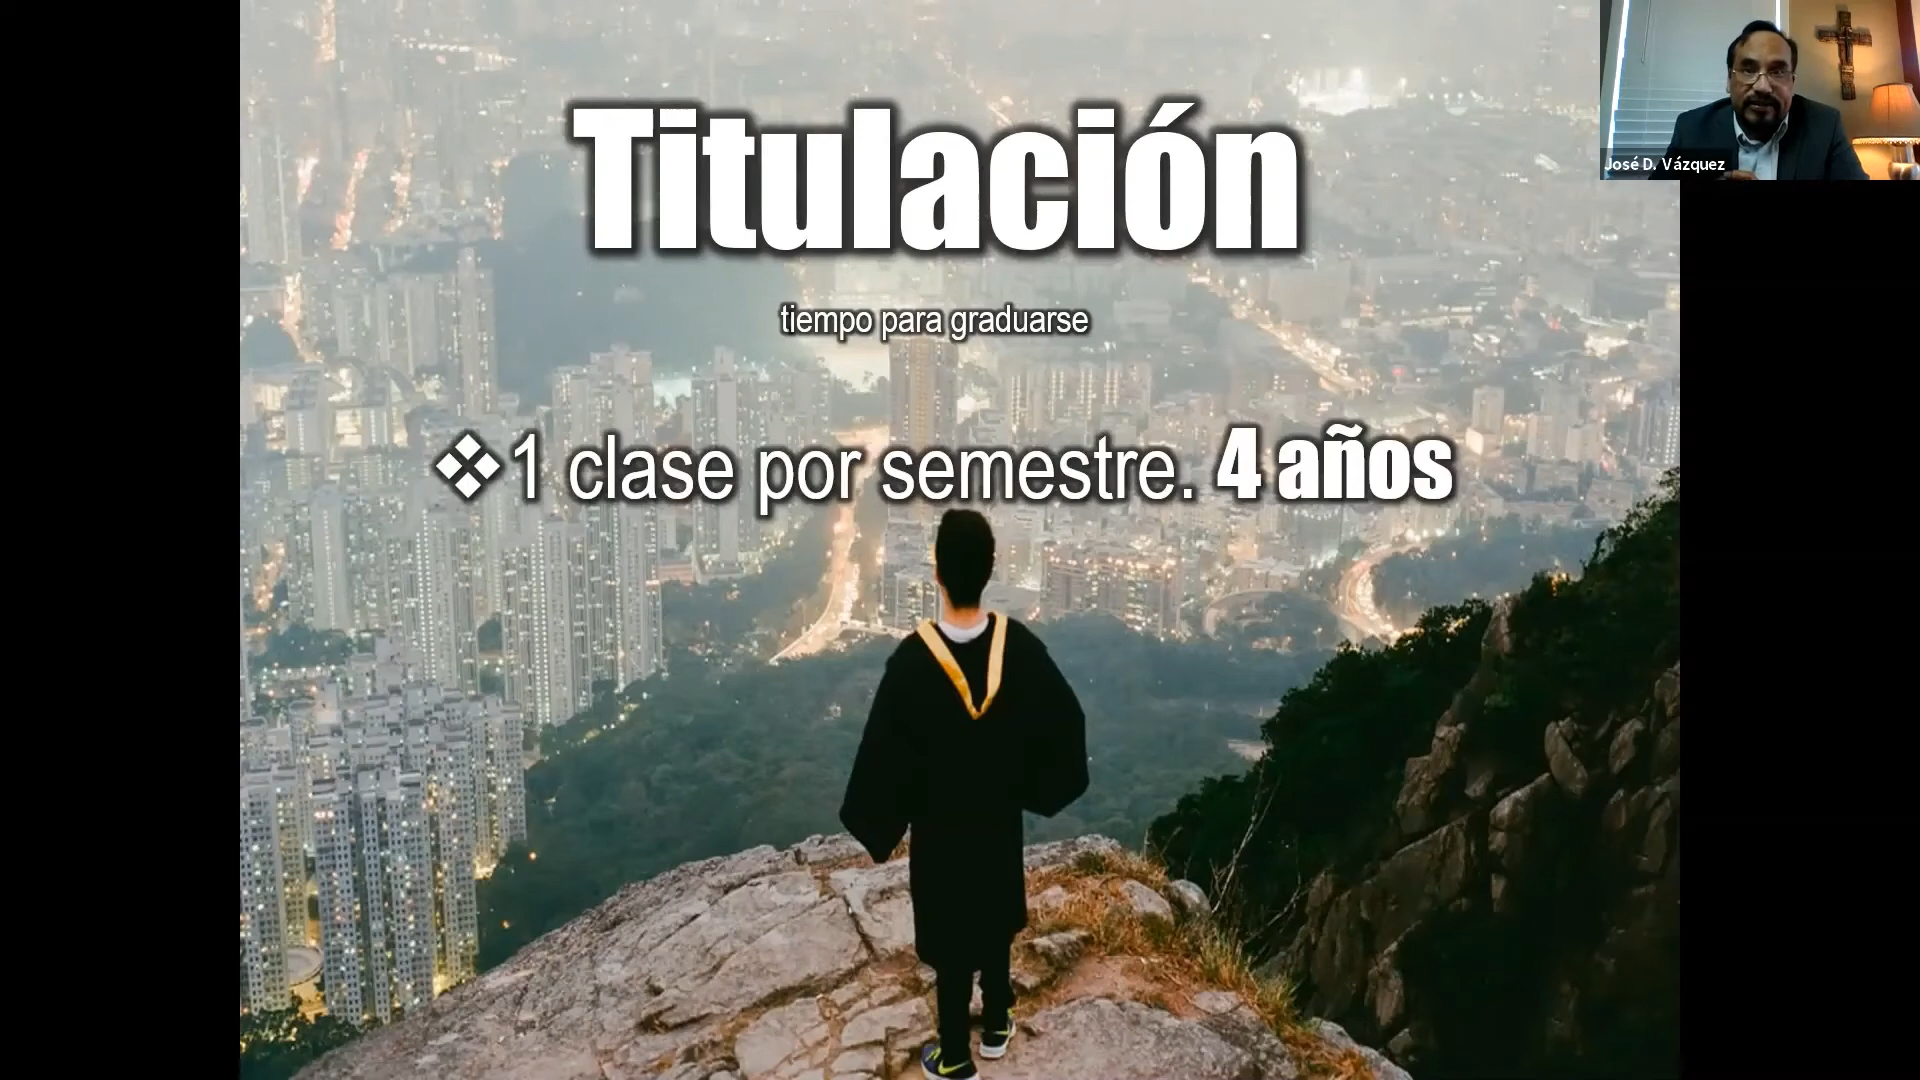 Titulación
tiempo para graduarse
❖1 clase por semestre. 4 años
José D. Vázquez